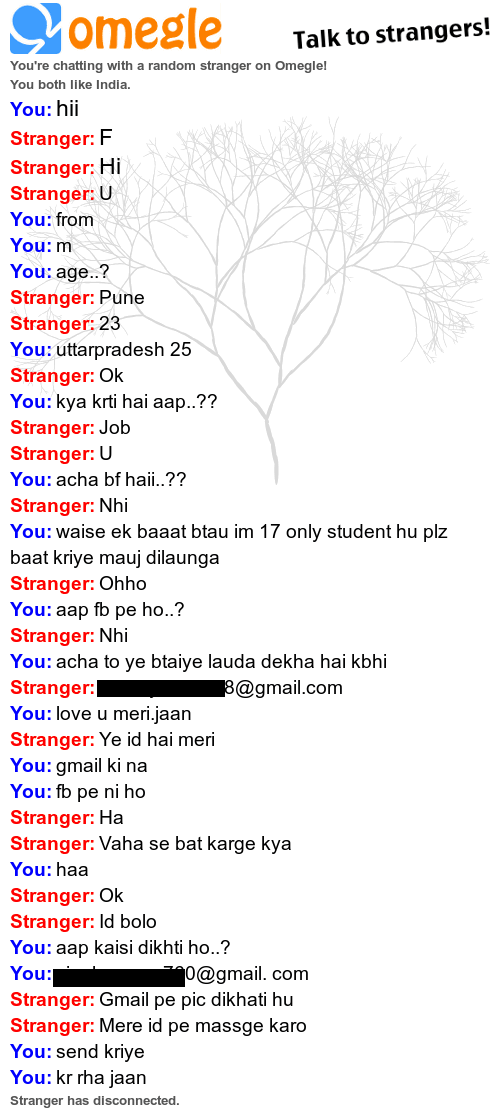 omegle
Talk to strangers!
You're chatting with a random stranger on Omegle!
You both like India.
You: hii
Stranger: F
Stranger: Hi
Stranger: U
You: from
You: m
You: age..?
Stranger: Pune
Stranger: 23
You: uttarpradesh 25
Stranger: Ok
You: kya krti hai aap..??
Stranger: Job
Stranger: U
You: acha bf haii..??
Stranger: Nhi
You: waise ek baaat btau im 17 only student hu plz
baat kriye mauj dilaunga
Stranger: Ohho
You: aap fb pe ho..?
Stranger: Nhi
You: acha to ye btaiye lauda dekha hai kbhi
Stranger: 8@gmail.com
You: love u meri.jaan
Stranger: Ye id hai meri
You: gmail ki na
You: fb pe ni ho
Stranger: Ha
Stranger: Vaha se bat karge kya
You: haa
Stranger: Ok
Stranger: Id bolo
You: aap kaisi dikhti ho..?
You: 0@gmail. com
Stranger: Gmail pe pic dikhati hu
Stranger: Mere id pe massge karo
You: send kriye
You: kr rha jaan
Stranger has disconnected.